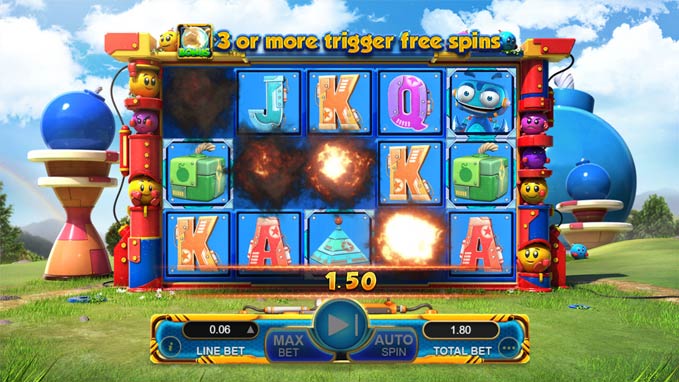 BONUS 3 or more trigger free spins
J K Q
K
K A A
1.50
0.06 1.80
LINE BET MAX BET AUTO SPIN TOTAL BET